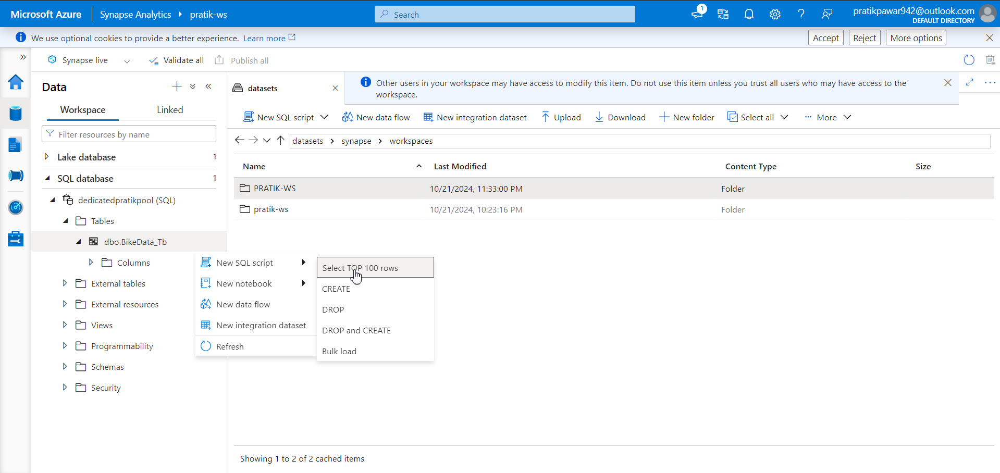 Microsoft Azure
Synapse Analytics
pratik-ws
Search
1
pratikpawar942@outlook.com
DEFAULT DIRECTORY
We use optional cookies to provide a better experience. Learn more
Accept
Reject
More options
Synapse live
Validate all
Publish all
Data
Workspace
Linked
Filter resources by name
Lake database
1
SQL database
1
dedicatedpratikpool (SQL)
Tables
dbo.BikeData_Tb
Columns
External tables
External resources
Views
Programmability
Schemas
Security
datasets
Other users in your workspace may have access to modify this item. Do not use this item unless you trust all users who may have access to the
workspace.
New SQL script
New data flow
New integration dataset
Upload
Download
New folder
Select all
More
datasets
synapse
workspaces
Name
Last Modified
Content Type
Size
PRATIK-WS
10/21/2024, 11:33:00 PM
Folder
pratik-ws
10/21/2024, 10:23:16 PM
Folder
New SQL script
New notebook
New data flow
New integration dataset
Refresh
Select TOP 100 rows
CREATE
DROP
DROP and CREATE
Bulk load
Showing 1 to 2 of 2 cached items